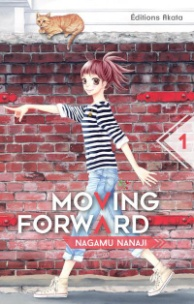 Éditions Akata
1
MOVING
FORWARD
NAGAMU NANAJI